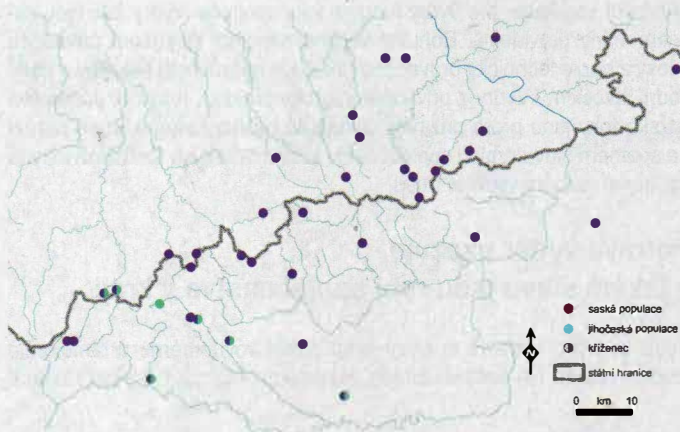 saská populace
jihočeská populace
kříženec
státní hranice
N
0 km 10